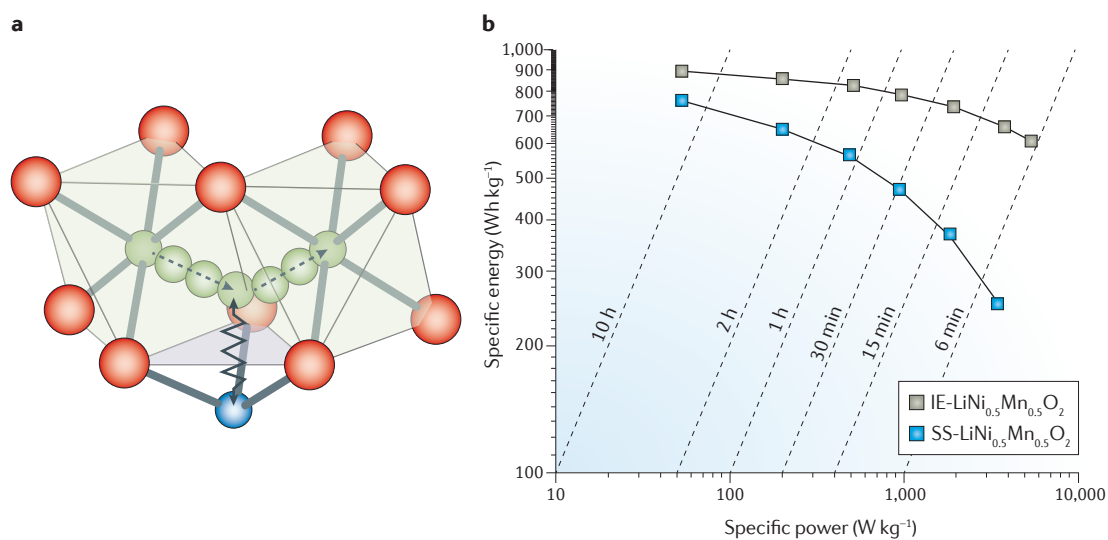 a
b
Specific energy (Wh kg⁻¹)
1,000
900
800
700
600
500
400
300
200
100
10 h
2 h
1 h
30 min
15 min
6 min
IE-LiNi₀.₅Mn₀.₅O₂
SS-LiNi₀.₅Mn₀.₅O₂
10
100
1,000
10,000
Specific power (W kg⁻¹)